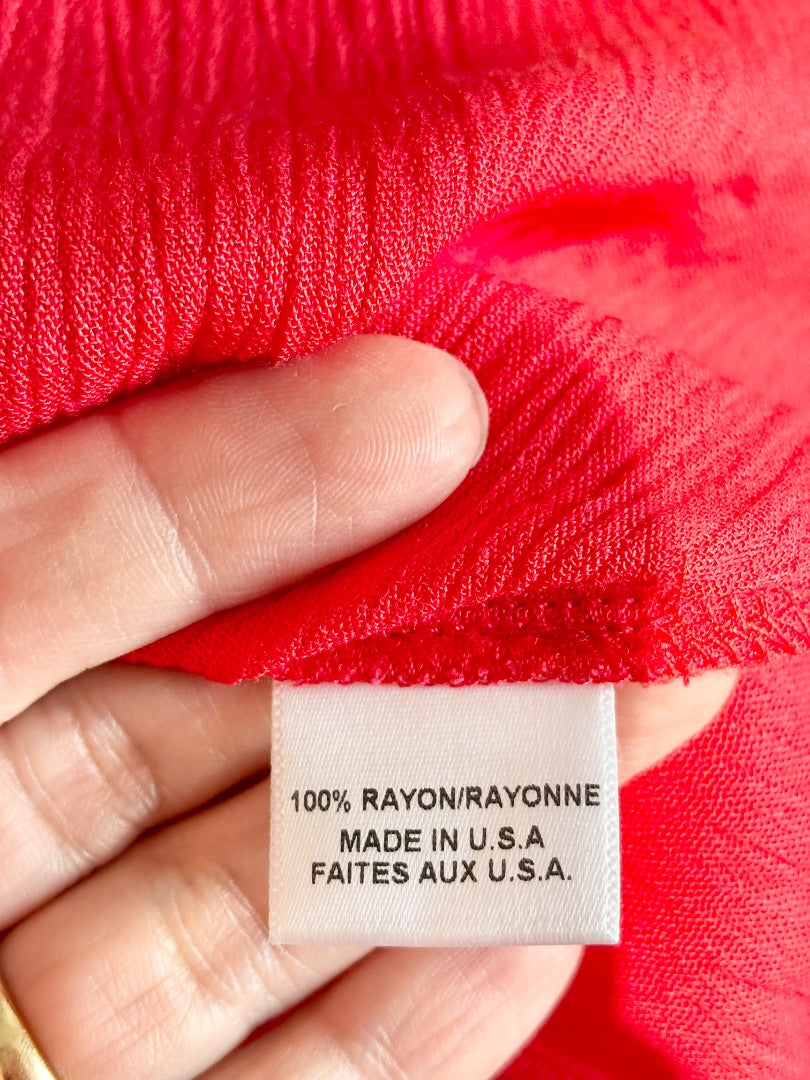 100% RAYON/RAYONNE
MADE IN U.S.A
FAITES AUX U.S.A.